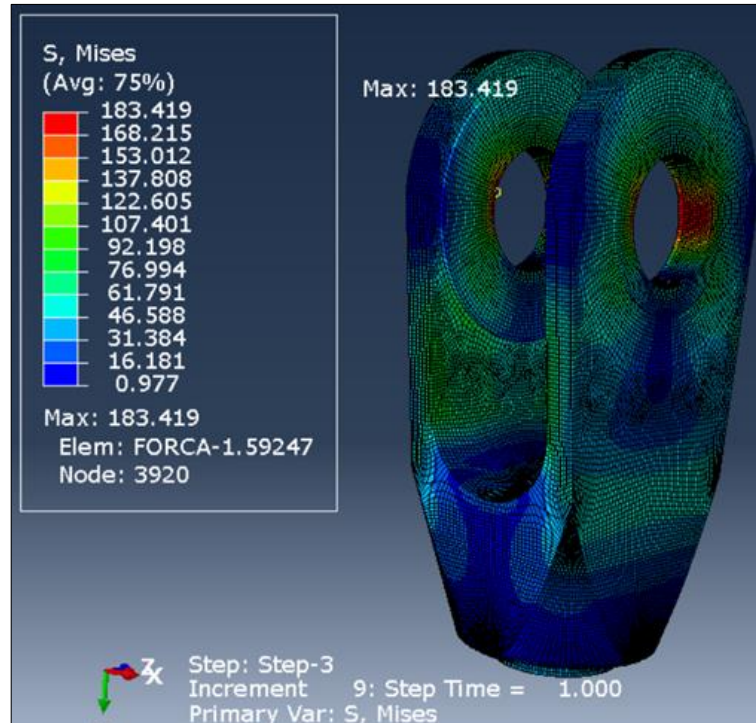 S, Mises
(Avg: 75%)
183.419
168.215
153.012
137.808
122.605
107.401
92.198
76.994
61.791
46.588
31.384
16.181
0.977
Max: 183.419
Elem: FORCA-1.59247
Node: 3920
Max: 183.419
Z X
Step: Step-3
Increment 9: Step Time = 1.000
Primary Var: S, Mises